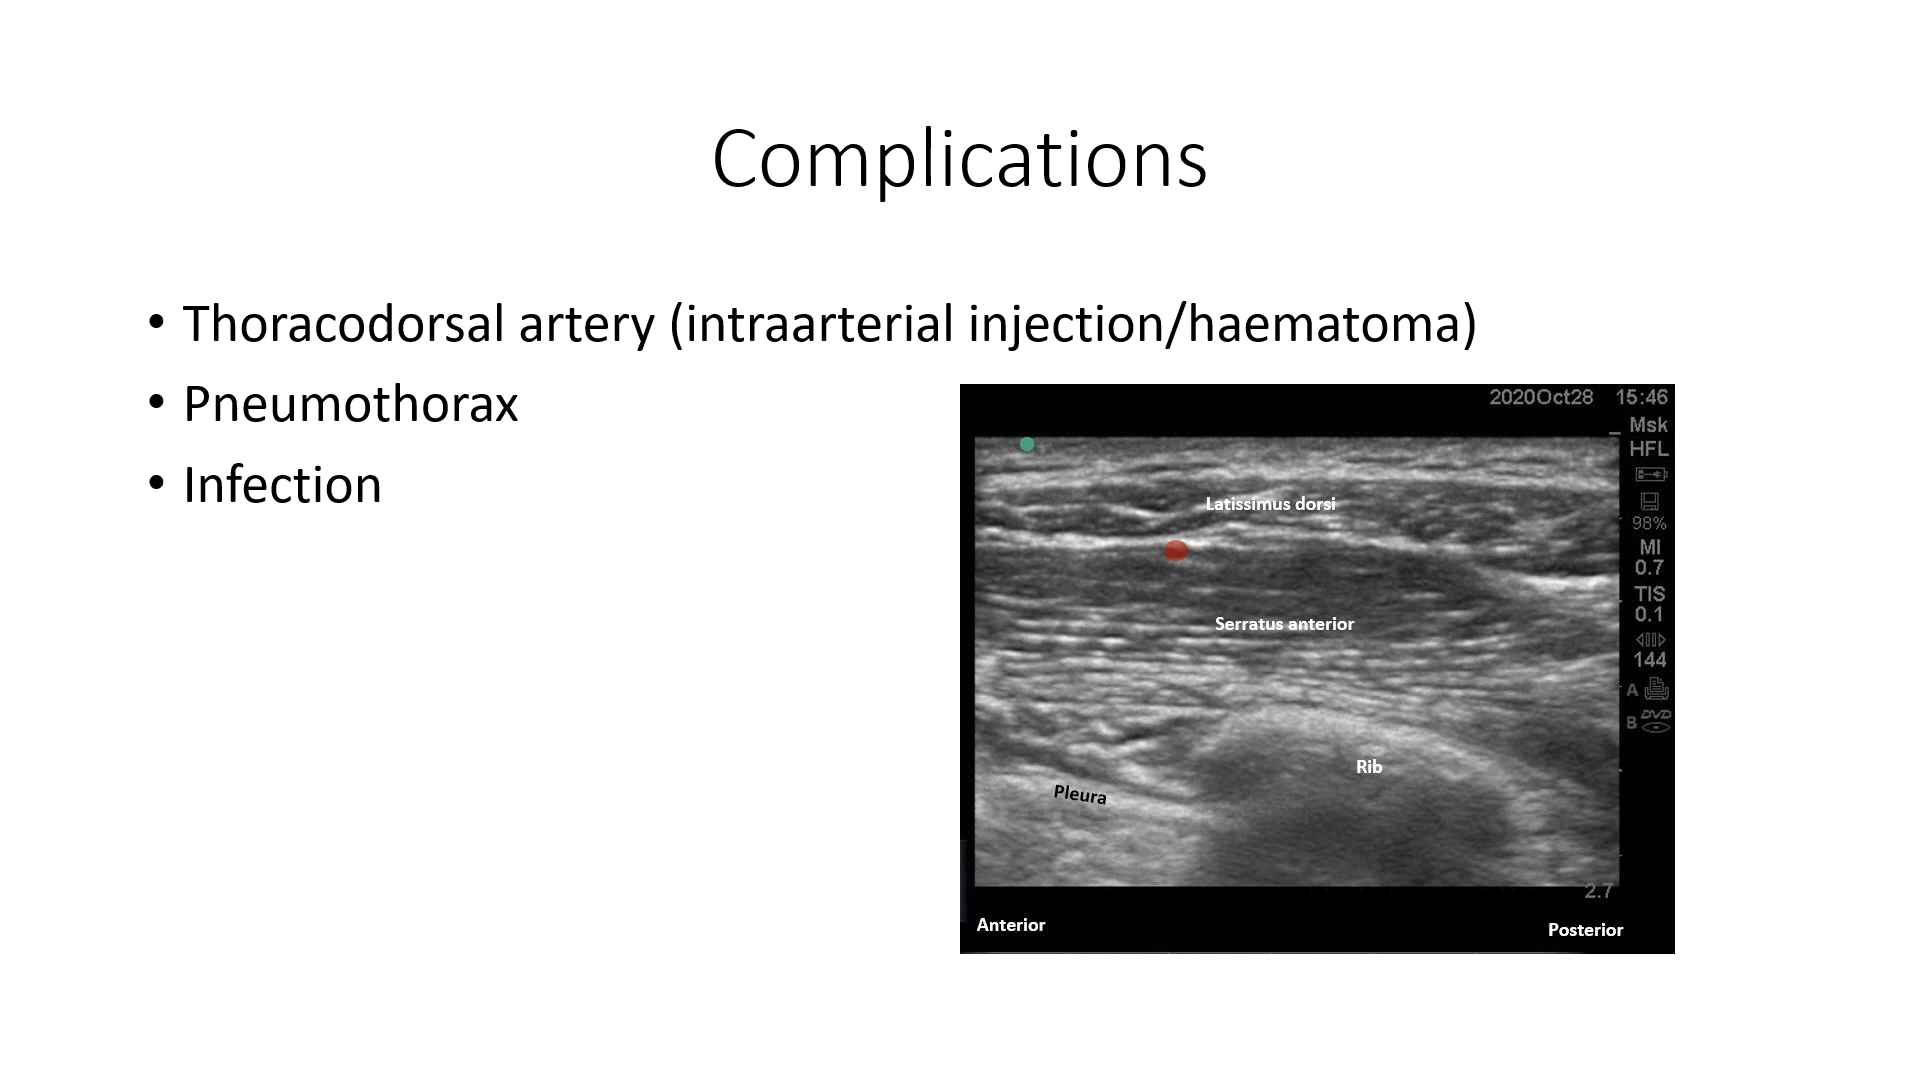 Complications
• Thoracodorsal artery (intraarterial injection/haematoma)
• Pneumothorax
• Infection
2020Oct28 15:46
Msk
HFL
98%
MI
0.7
TIS
0.1
144
A
B DVD
Latissimus dorsi
Serratus anterior
Rib
Pleura
2.7
Anterior
Posterior